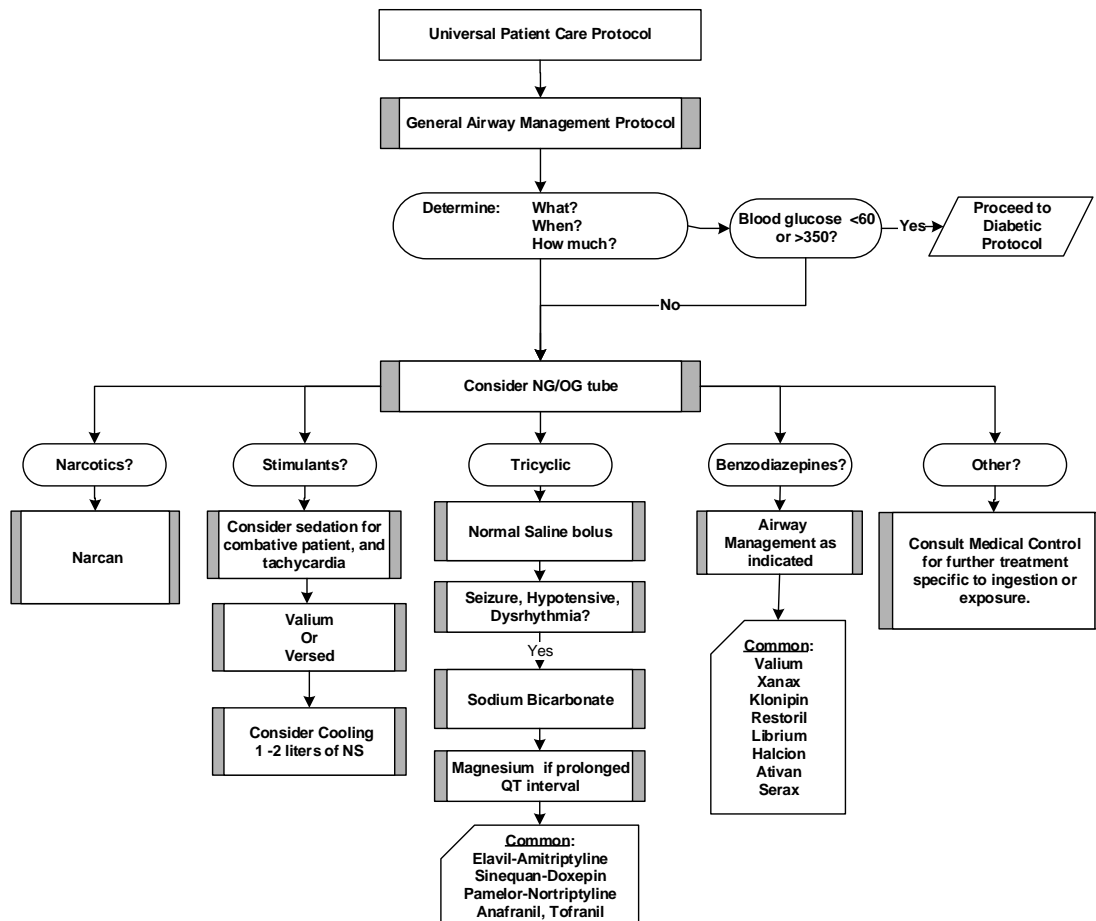 Universal Patient Care Protocol
General Airway Management Protocol
Determine: What?
When?
How much?
Blood glucose <60
or >350?
Yes
Proceed to
Diabetic
Protocol
No
Consider NG/OG tube
Narcotics?
Narcan
Stimulants?
Consider sedation for
combative patient, and
tachycardia
Valium
Or
Versed
Consider Cooling
1 -2 liters of NS
Tricyclic
Normal Saline bolus
Seizure, Hypotensive,
Dysrhythmia?
Yes
Sodium Bicarbonate
Magnesium if prolonged
QT interval
Common:
Elavil-Amitriptyline
Sinequan-Doxepin
Pamelor-Nortriptyline
Anafranil, Tofranil
Benzodiazepines?
Airway
Management as
indicated
Common:
Valium
Xanax
Klonipin
Restoril
Librium
Halcion
Ativan
Serax
Other?
Consult Medical Control
for further treatment
specific to ingestion or
exposure.